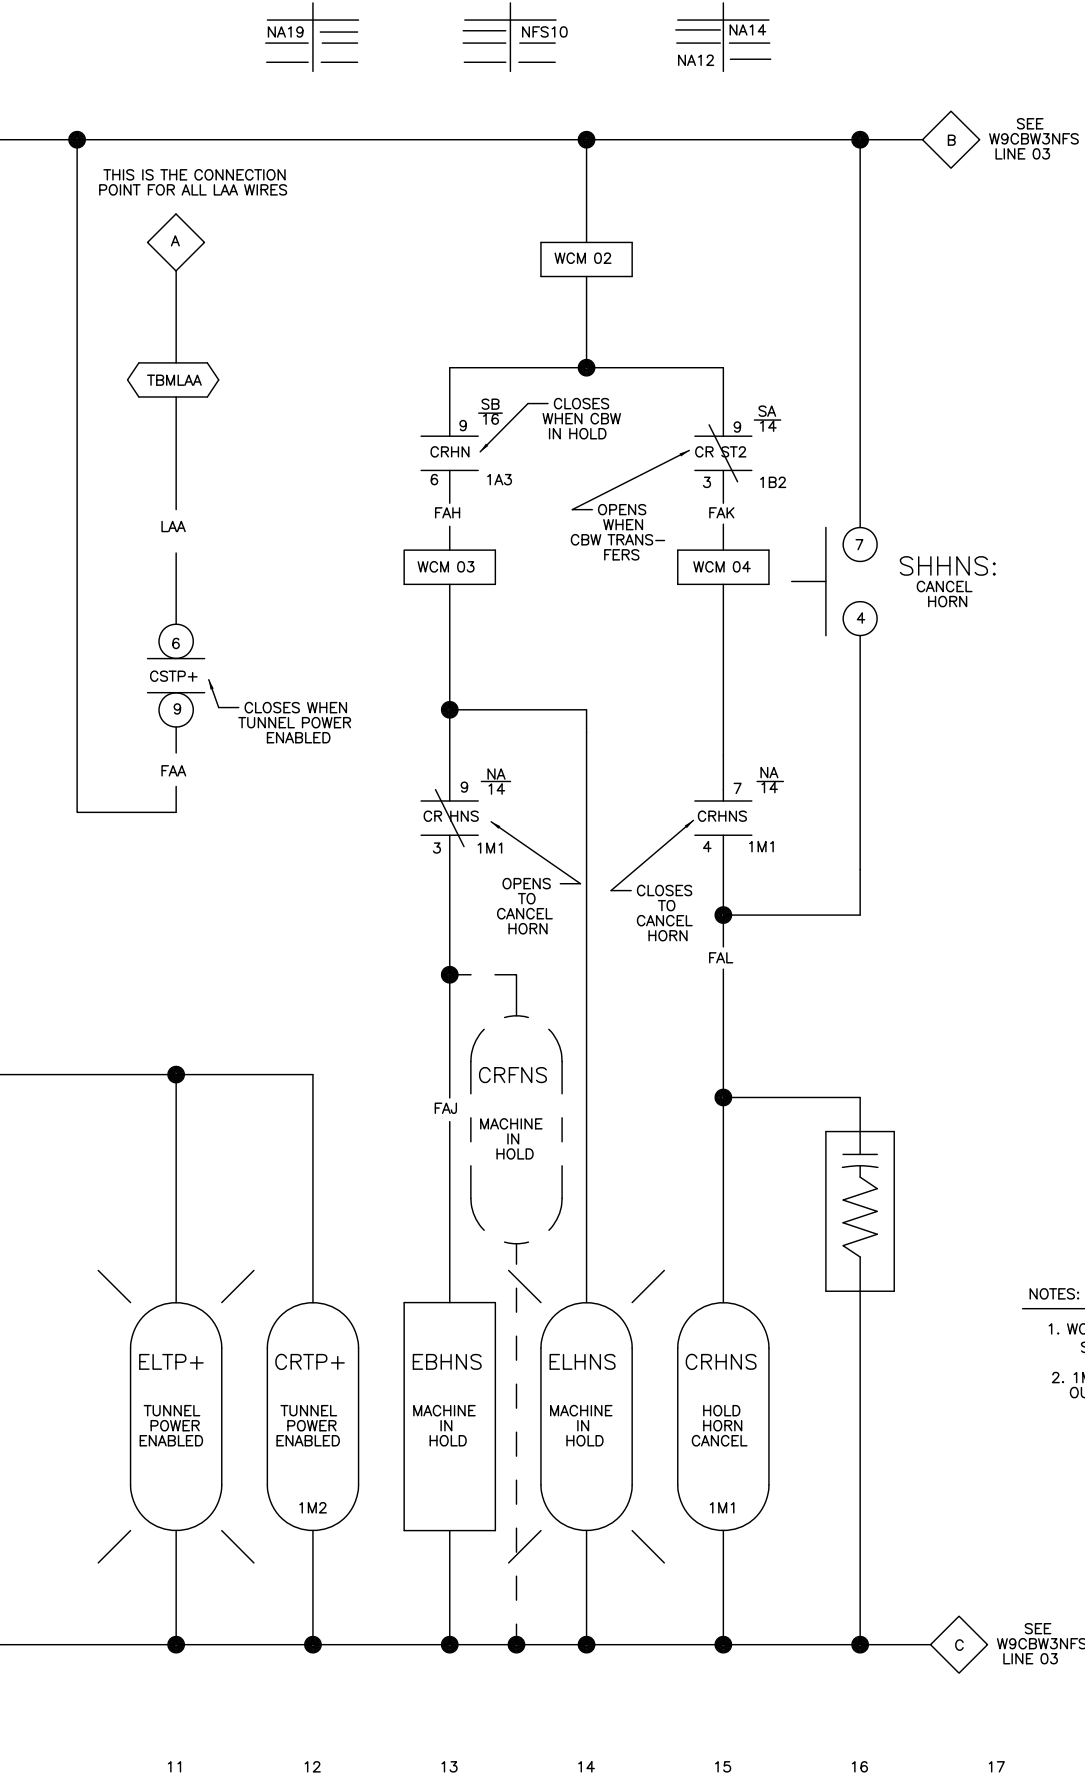 NA19
NFS10
NA14
NA12
B
SEE
W9CBW3NFS
LINE 03
THIS IS THE CONNECTION
POINT FOR ALL LAA WIRES
A
WCM 02
TBMLAA
SB
16
9
CRHN
6
1A3
CLOSES
WHEN CBW
IN HOLD
SA
14
9
CR ST2
3
1B2
FAH
FAK
OPENS
WHEN
CBW TRANS-
FERS
LAA
WCM 03
WCM 04
7
SHHNS:
CANCEL
HORN
4
6
CSTP+
9
CLOSES WHEN
TUNNEL POWER
ENABLED
FAA
9
NA
14
CR HNS
3
1M1
7
NA
14
CRHNS
4
1M1
OPENS
TO
CANCEL
HORN
CLOSES
TO
CANCEL
HORN
FAL
CRFNS
MACHINE
IN
HOLD
FAJ
NOTES:
1. WC
S
2. 1M
OU
ELTP+
TUNNEL
POWER
ENABLED
CRTP+
TUNNEL
POWER
ENABLED
1M2
EBHNS
MACHINE
IN
HOLD
ELHNS
MACHINE
IN
HOLD
CRHNS
HOLD
HORN
CANCEL
1M1
C
SEE
W9CBW3NFS
LINE 03
11 12 13 14 15 16 17